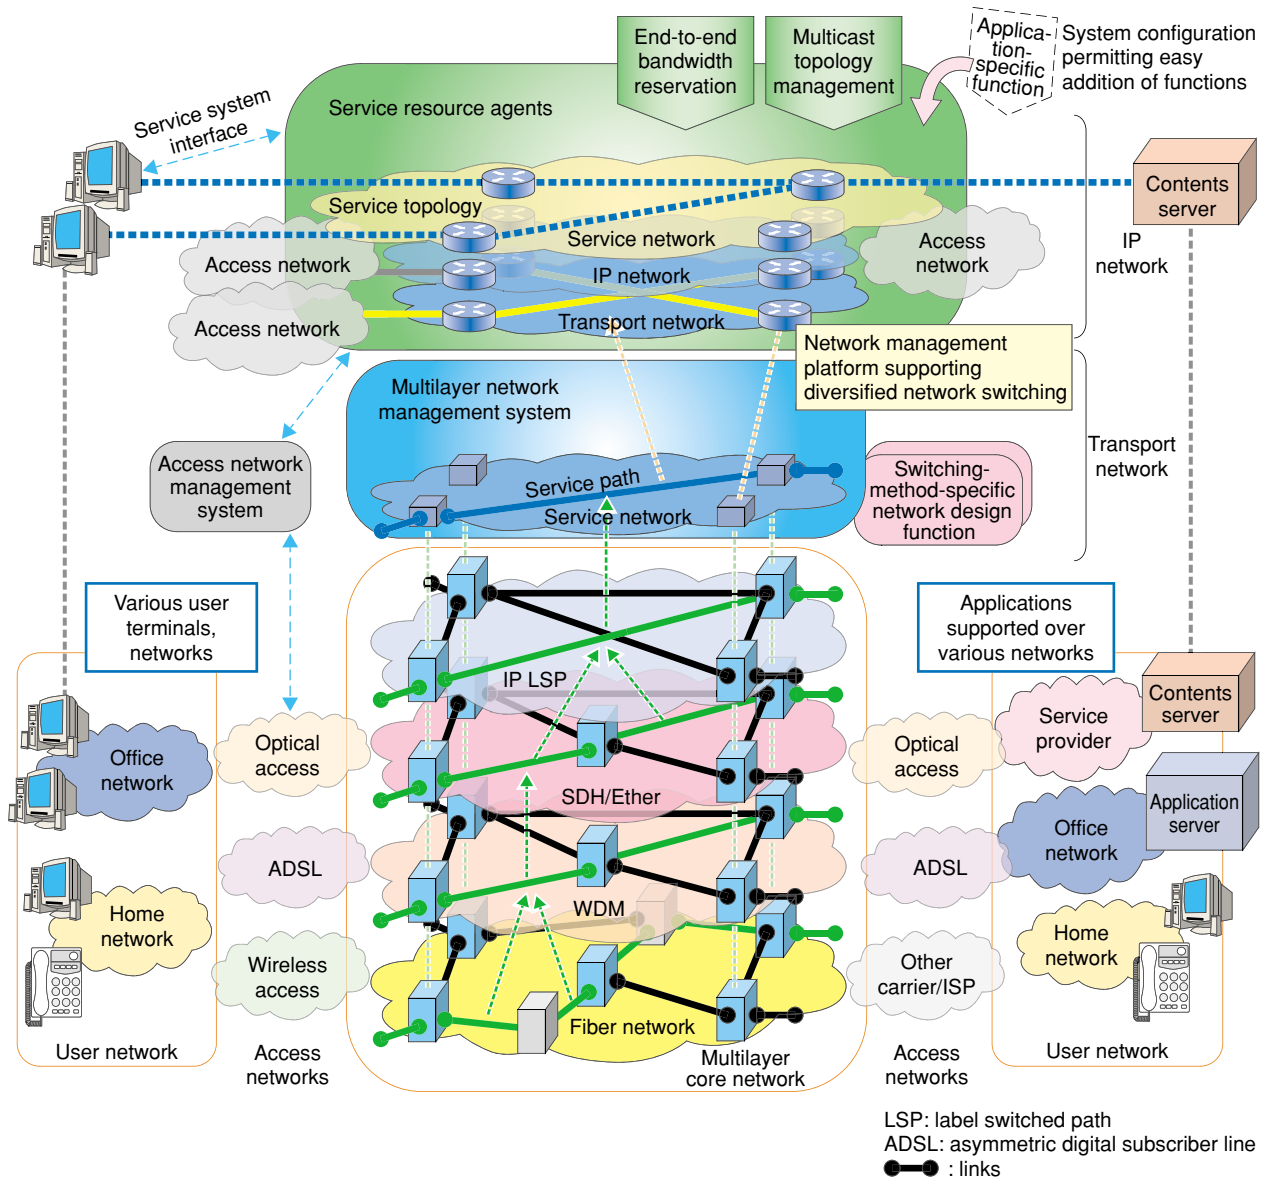 End-to-end
bandwidth
reservation
Multicast
topology
management
Applica-
tion-
specific
function
System configuration
permitting easy
addition of functions
Service resource agents
Service system
interface
Contents
server
Service topology
Service network
Access
network
IP
network
Access network
IP network
Access network
Transport network
Network management
platform supporting
diversified network switching
Multilayer network
management system
Transport
network
Access network
management
system
Service path
Service network
Switching-
method-specific
network design
function
Various user
terminals,
networks
Applications
supported over
various networks
IP LSP
Contents
server
Service
provider
Office
network
Optical
access
Optical
access
SDH/Ether
Application
server
Office
network
ADSL
ADSL
WDM
Home
network
Home
network
Wireless
access
Other
carrier/ISP
Fiber network
User network
Access
networks
Multilayer
core network
Access
networks
User network
LSP: label switched path
ADSL: asymmetric digital subscriber line
: links